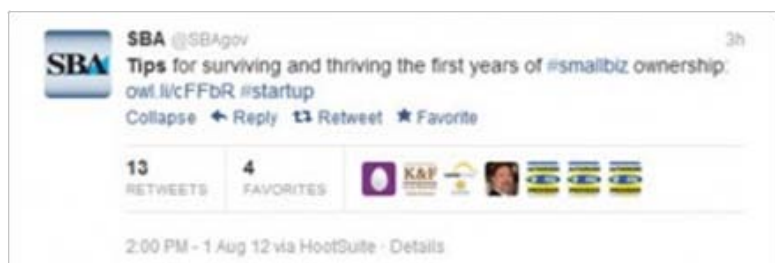 SBA @SBAgov 3h
SBA
Tips for surviving and thriving the first years of #smallbiz ownership:
owl.li/cFFbR #startup
Collapse Reply Retweet Favorite
13 4
RETWEETS FAVORITES
K&F
2:00 PM - 1 Aug 12 via HootSuite · Details